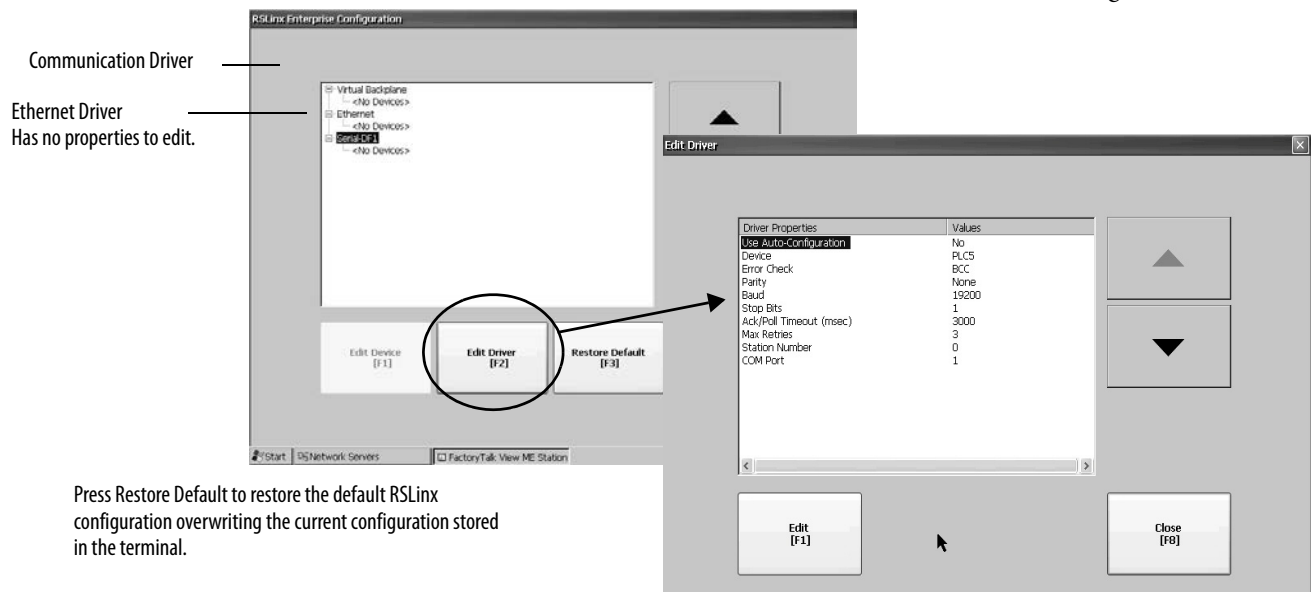 RSLinx Enterprise Configuration
Communication Driver
Ethernet Driver
Has no properties to edit.
Virtual Backplane
<No Devices>
Ethernet
<No Devices>
Serial-DF1
<No Devices>
Edit Device
[F1]
Edit Driver
[F2]
Restore Default
[F3]
Start
Network Servers
FactoryTalk View ME Station
Press Restore Default to restore the default RSLinx
configuration overwriting the current configuration stored
in the terminal.
Edit Driver
Driver Properties Values
Use Auto-Configuration No
Device PLC5
Error Check BCC
Parity None
Baud 19200
Stop Bits 1
Ack/Poll Timeout (msec) 3000
Max Retries 3
Station Number 0
COM Port 1
Edit
[F1]
Close
[F8]